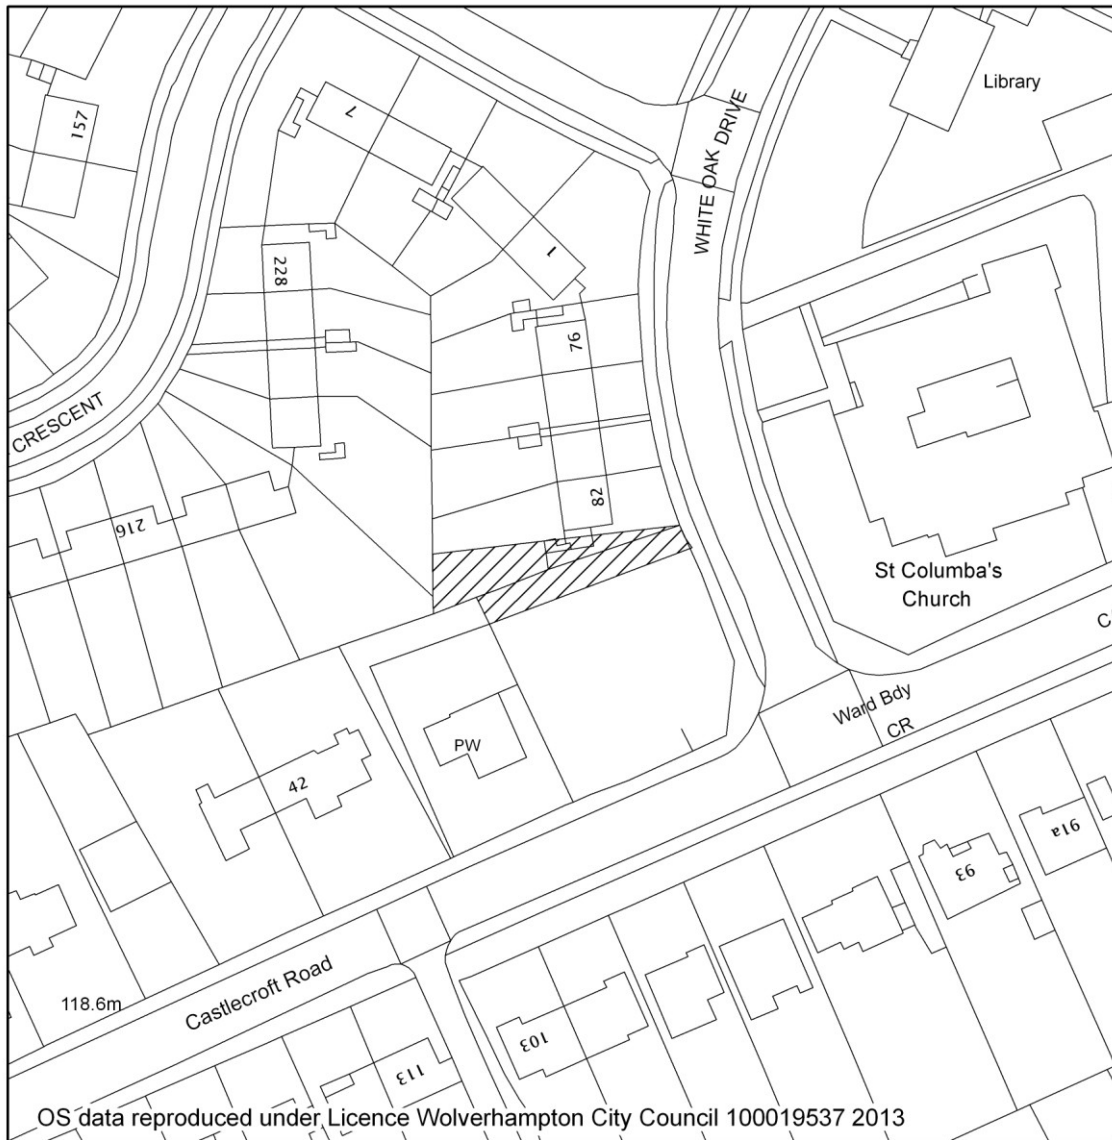 Library
157
7
WHITE OAK DRIVE
1
228
76
CRESCENT
82
216
St Columba's
Church
C
Ward Bdy
CR
PW
42
91a
93
118.6m
Castlecroft Road
103
113
OS data reproduced under Licence Wolverhampton City Council 100019537 2013